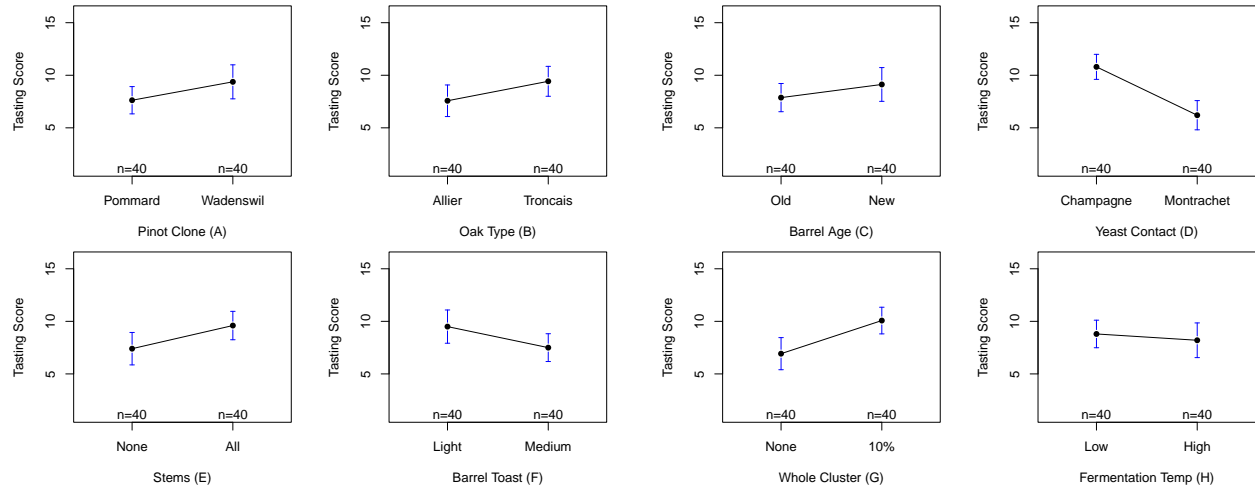 Tasting Score
15
10
5
n=40 n=40
Pommard Wadenswil
Pinot Clone (A)
Tasting Score
15
10
5
n=40 n=40
Allier Troncais
Oak Type (B)
Tasting Score
15
10
5
n=40 n=40
Old New
Barrel Age (C)
Tasting Score
15
10
5
n=40 n=40
Champagne Montrachet
Yeast Contact (D)
Tasting Score
15
10
5
n=40 n=40
None All
Stems (E)
Tasting Score
15
10
5
n=40 n=40
Light Medium
Barrel Toast (F)
Tasting Score
15
10
5
n=40 n=40
None 10%
Whole Cluster (G)
Tasting Score
15
10
5
n=40 n=40
Low High
Fermentation Temp (H)